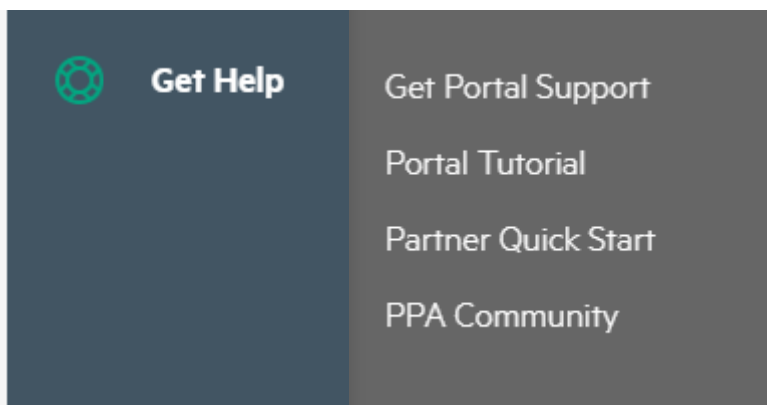 Get Help
Get Portal Support
Portal Tutorial
Partner Quick Start
PPA Community